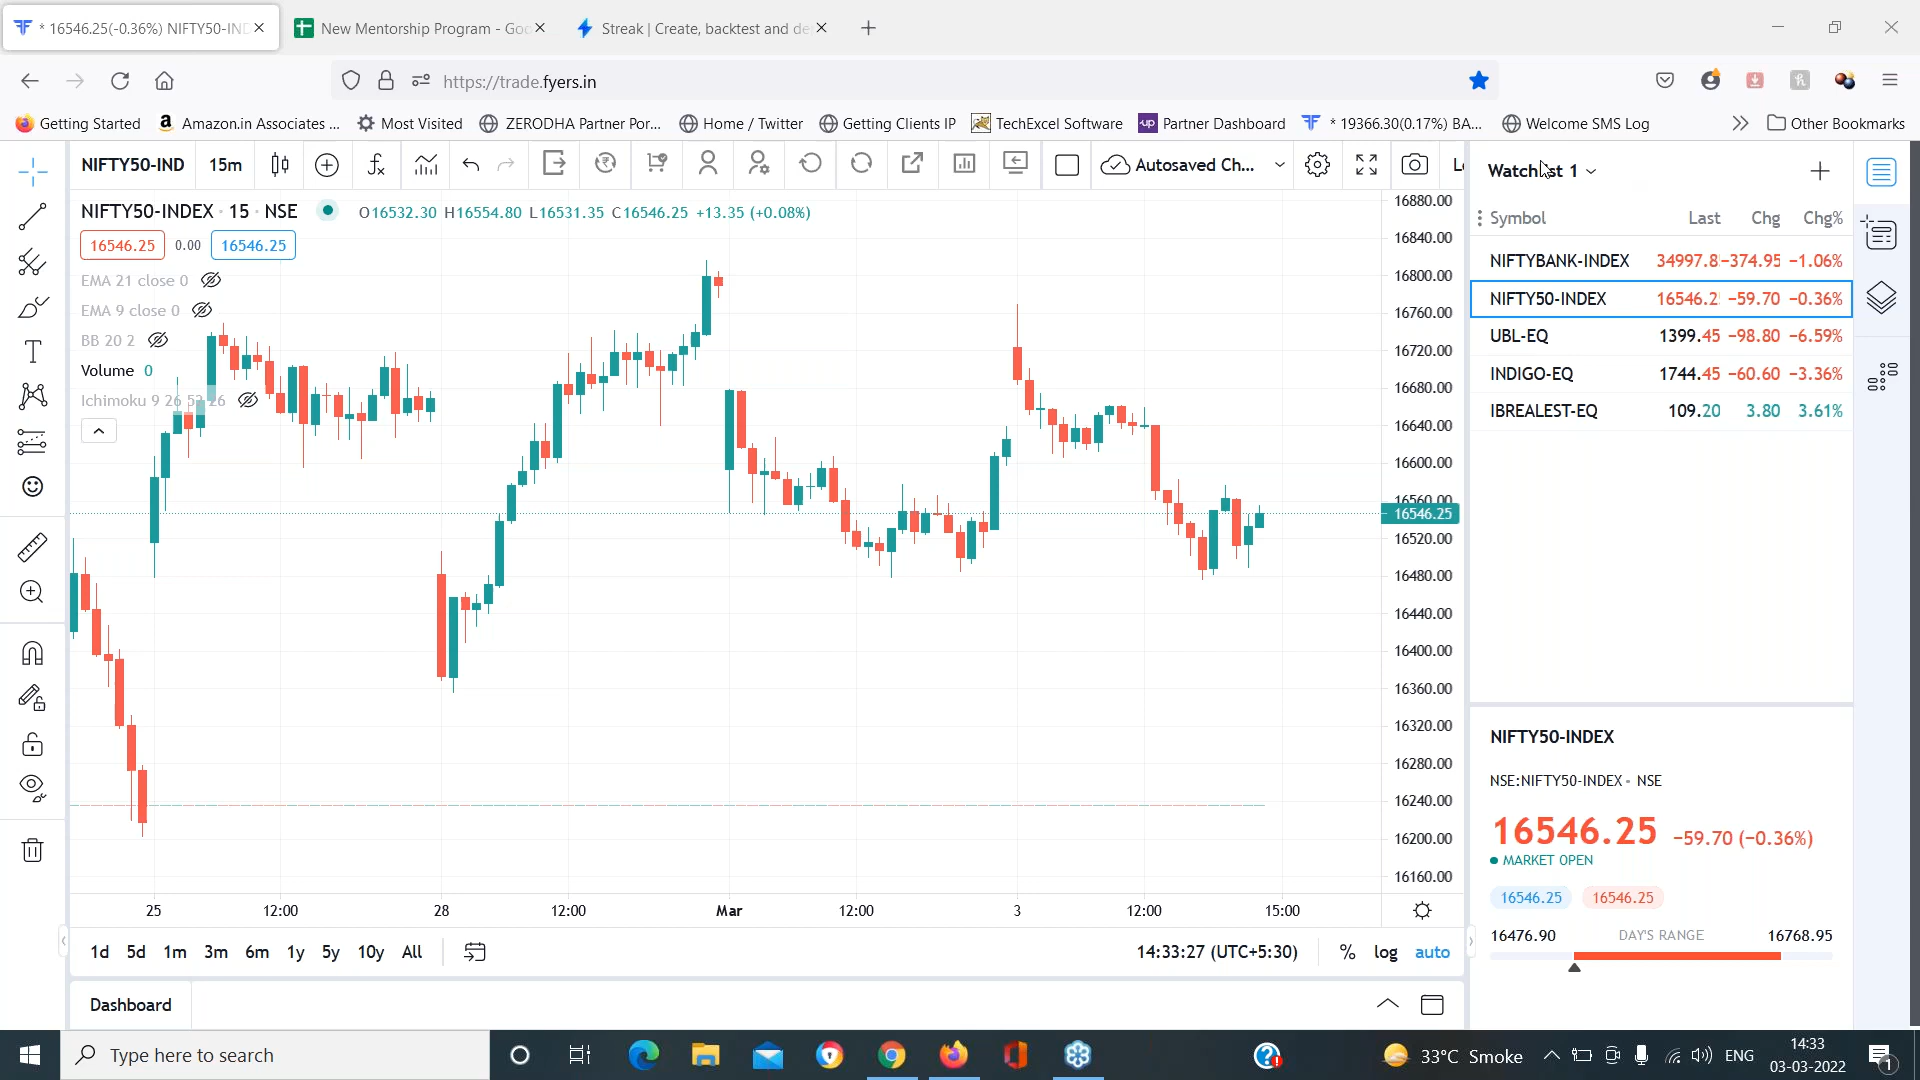 * 16546.25(-0.36%) NIFTY50-IND
New Mentorship Program - Goo
Streak | Create, backtest and de
https://trade.fyers.in
Getting Started
Amazon.in Associates ...
Most Visited
ZERODHA Partner Por...
Home / Twitter
Getting Clients IP
TechExcel Software
up Partner Dashboard
* 19366.30(0.17%) BA...
Welcome SMS Log
Other Bookmarks
NIFTY50-IND 15m
Autosaved Ch...
NIFTY50-INDEX · 15 · NSE O16532.30 H16554.80 L16531.35 C16546.25 +13.35 (+0.08%)
16546.25 0.00 16546.25
EMA 21 close 0
EMA 9 close 0
BB 20 2
Volume 0
Ichimoku 9 26 52 26
16880.00
16840.00
16800.00
16760.00
16720.00
16680.00
16640.00
16600.00
16560.00
16546.25
16520.00
16480.00
16440.00
16400.00
16360.00
16320.00
16280.00
16240.00
16200.00
16160.00
25 12:00 28 12:00 Mar 12:00 3 12:00 15:00
1d 5d 1m 3m 6m 1y 5y 10y All
14:33:27 (UTC+5:30) % log auto
Dashboard
Watchlist 1
Symbol Last Chg Chg%
NIFTYBANK-INDEX 34997.8 -374.95 -1.06%
NIFTY50-INDEX 16546.2 -59.70 -0.36%
UBL-EQ 1399.45 -98.80 -6.59%
INDIGO-EQ 1744.45 -60.60 -3.36%
IBREALEST-EQ 109.20 3.80 3.61%
NIFTY50-INDEX
NSE:NIFTY50-INDEX - NSE
16546.25 -59.70 (-0.36%)
MARKET OPEN
16546.25 16546.25
16476.90 DAY'S RANGE 16768.95
Type here to search
33°C Smoke
ENG
14:33
03-03-2022
1